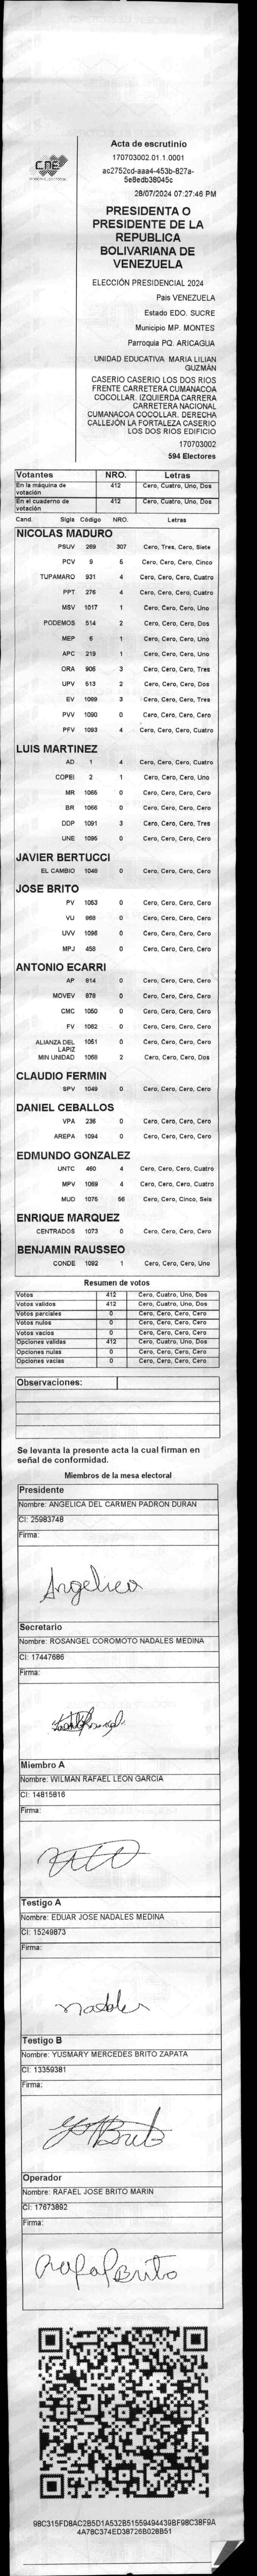 CNE
Acta de escrutinio
170703002.01.1.0001
ac2752cd-aaa4-453b-827a-
5e8edb38045c
28/07/2024 07:27:46 PM
PRESIDENTA O
PRESIDENTE DE LA
REPUBLICA
BOLIVARIANA DE
VENEZUELA
ELECCIÓN PRESIDENCIAL 2024
Pais VENEZUELA
Estado EDO. SUCRE
Municipio MP. MONTES
Parroquia PQ. ARICAGUA
UNIDAD EDUCATIVA MARIA LILIAN
GUZMÁN
CASERIO CASERIO LOS DOS RIOS
FRENTE CARRETERA CUMANACOA
COCOLLAR. IZQUIERDA CARRERA
CARRETERA NACIONAL
CUMANACOA COCOLLAR. DERECHA
CALLEJÓN LA FORTALEZA CASERIO
LOS DOS RIOS EDIFICIO
170703002
594 Electores
Votantes NRO. Letras
En la máquina de votación 412 Cero, Cuatro, Uno, Dos
En el cuaderno de votación 412 Cero, Cuatro, Uno, Dos
Cand. Sigla Código NRO. Letras
NICOLAS MADURO
PSUV 269 307 Cero, Tres, Cero, Siete
PCV 9 5 Cero, Cero, Cero, Cinco
TUPAMARO 931 4 Cero, Cero, Cero, Cuatro
PPT 276 4 Cero, Cero, Cero, Cuatro
MSV 1017 1 Cero, Cero, Cero, Uno
PODEMOS 514 2 Cero, Cero, Cero, Dos
MEP 6 1 Cero, Cero, Cero, Uno
APC 219 1 Cero, Cero, Cero, Uno
ORA 906 3 Cero, Cero, Cero, Tres
UPV 513 2 Cero, Cero, Cero, Dos
EV 1089 3 Cero, Cero, Cero, Tres
PVV 1090 0 Cero, Cero, Cero, Cero
PFV 1093 4 Cero, Cero, Cero, Cuatro
LUIS MARTINEZ
AD 1 4 Cero, Cero, Cero, Cuatro
COPEI 2 1 Cero, Cero, Cero, Uno
MR 1065 0 Cero, Cero, Cero, Cero
BR 1066 0 Cero, Cero, Cero, Cero
DDP 1091 3 Cero, Cero, Cero, Tres
UNE 1095 0 Cero, Cero, Cero, Cero
JAVIER BERTUCCI
EL CAMBIO 1048 0 Cero, Cero, Cero, Cero
JOSE BRITO
PV 1053 0 Cero, Cero, Cero, Cero
VU 968 0 Cero, Cero, Cero, Cero
UVV 1096 0 Cero, Cero, Cero, Cero
MPJ 458 0 Cero, Cero, Cero, Cero
ANTONIO ECARRI
AP 814 0 Cero, Cero, Cero, Cero
MOVEV 878 0 Cero, Cero, Cero, Cero
CMC 1050 0 Cero, Cero, Cero, Cero
FV 1062 0 Cero, Cero, Cero, Cero
ALIANZA DEL LAPIZ 1051 0 Cero, Cero, Cero, Cero
MIN UNIDAD 1068 2 Cero, Cero, Cero, Dos
CLAUDIO FERMIN
SPV 1049 0 Cero, Cero, Cero, Cero
DANIEL CEBALLOS
VPA 236 0 Cero, Cero, Cero, Cero
AREPA 1094 0 Cero, Cero, Cero, Cero
EDMUNDO GONZALEZ
UNTC 460 4 Cero, Cero, Cero, Cuatro
MPV 1069 4 Cero, Cero, Cero, Cuatro
MUD 1075 56 Cero, Cero, Cinco, Seis
ENRIQUE MARQUEZ
CENTRADOS 1073 0 Cero, Cero, Cero, Cero
BENJAMIN RAUSSEO
CONDE 1092 1 Cero, Cero, Cero, Uno
Resumen de votos
Votos 412 Cero, Cuatro, Uno, Dos
Votos validos 412 Cero, Cuatro, Uno, Dos
Votos parciales 0 Cero, Cero, Cero, Cero
Votos nulos 0 Cero, Cero, Cero, Cero
Votos vacios 0 Cero, Cero, Cero, Cero
Opciones validas 412 Cero, Cuatro, Uno, Dos
Opciones nulas 0 Cero, Cero, Cero, Cero
Opciones vacias 0 Cero, Cero, Cero, Cero
Observaciones:
Se levanta la presente acta la cual firman en
señal de conformidad.
Miembros de la mesa electoral
Presidente
Nombre: ANGELICA DEL CARMEN PADRON DURAN
CI: 25983748
Firma:
Angelica
Secretario
Nombre: ROSANGEL COROMOTO NADALES MEDINA
CI: 17447686
Firma:
Miembro A
Nombre: WILMAN RAFAEL LEON GARCIA
CI: 14815816
Firma:
Testigo A
Nombre: EDUAR JOSE NADALES MEDINA
CI: 15249873
Firma:
nadales
Testigo B
Nombre: YUSMARY MERCEDES BRITO ZAPATA
CI: 13359381
Firma:
Operador
Nombre: RAFAEL JOSE BRITO MARIN
CI: 17673892
Firma:
Rafael Brito
98C315FD8AC2B5D1A532B51559494439BF98C38F9A
4A78C374ED38726B028B51